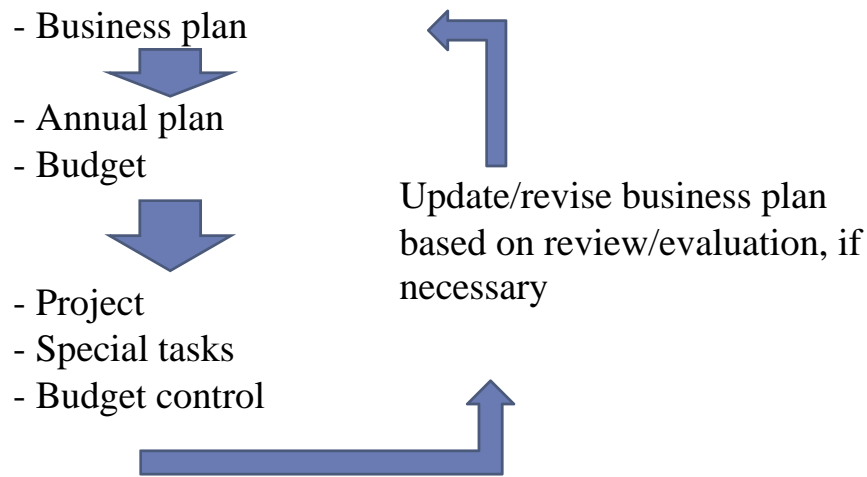 - Business plan
- Annual plan
- Budget
Update/revise business plan
based on review/evaluation, if
necessary
- Project
- Special tasks
- Budget control